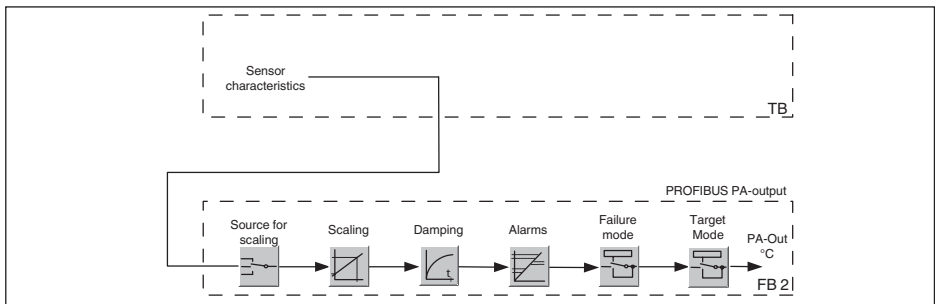 Sensor
characteristics
TB
PROFIBUS PA-output
Source for
scaling
Scaling
Damping
t
Alarms
Failure
mode
Target
Mode
PA-Out
°C
FB 2